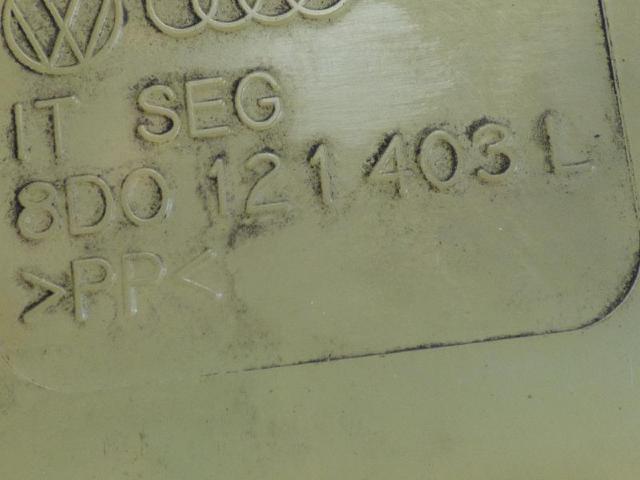 IT SEG
8D0 121 403 L
>PP<